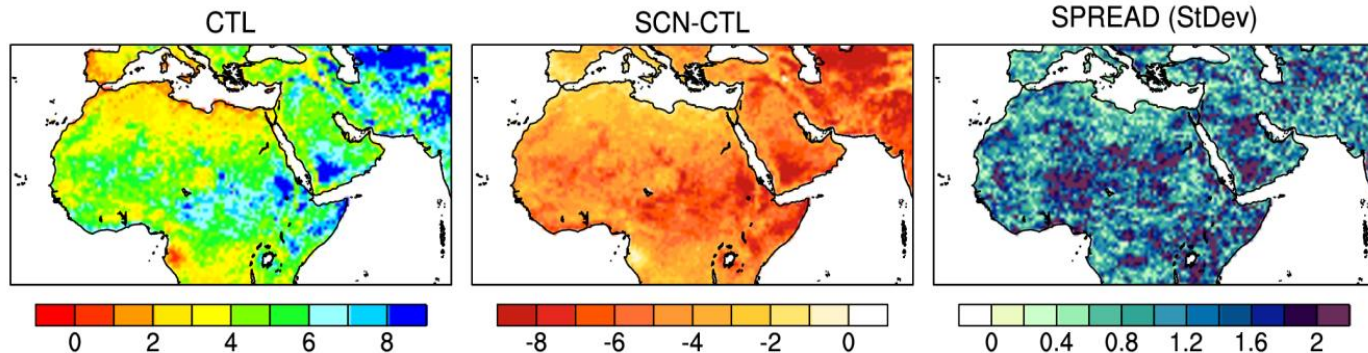 CTL
SCN-CTL
SPREAD (StDev)
0 2 4 6 8
-8 -6 -4 -2 0
0 0.4 0.8 1.2 1.6 2